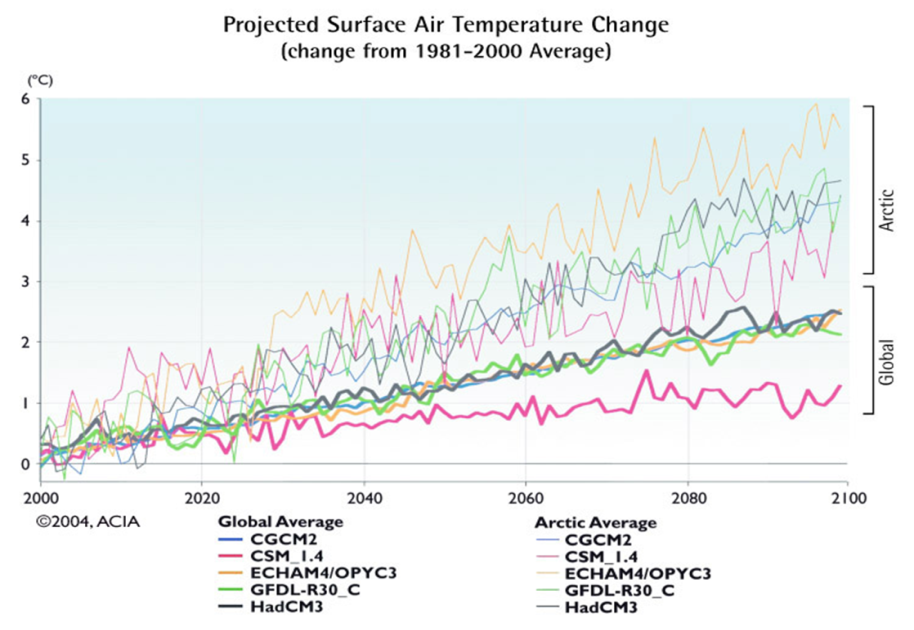 Projected Surface Air Temperature Change
(change from 1981-2000 Average)
(ºC)
6
5
4
3
2
1
0
Arctic
Global
2000
2020
2040
2060
2080
2100
©2004, ACIA
Global Average
CGCM2
CSM_1.4
ECHAM4/OPYC3
GFDL-R30_C
HadCM3
Arctic Average
CGCM2
CSM_1.4
ECHAM4/OPYC3
GFDL-R30_C
HadCM3